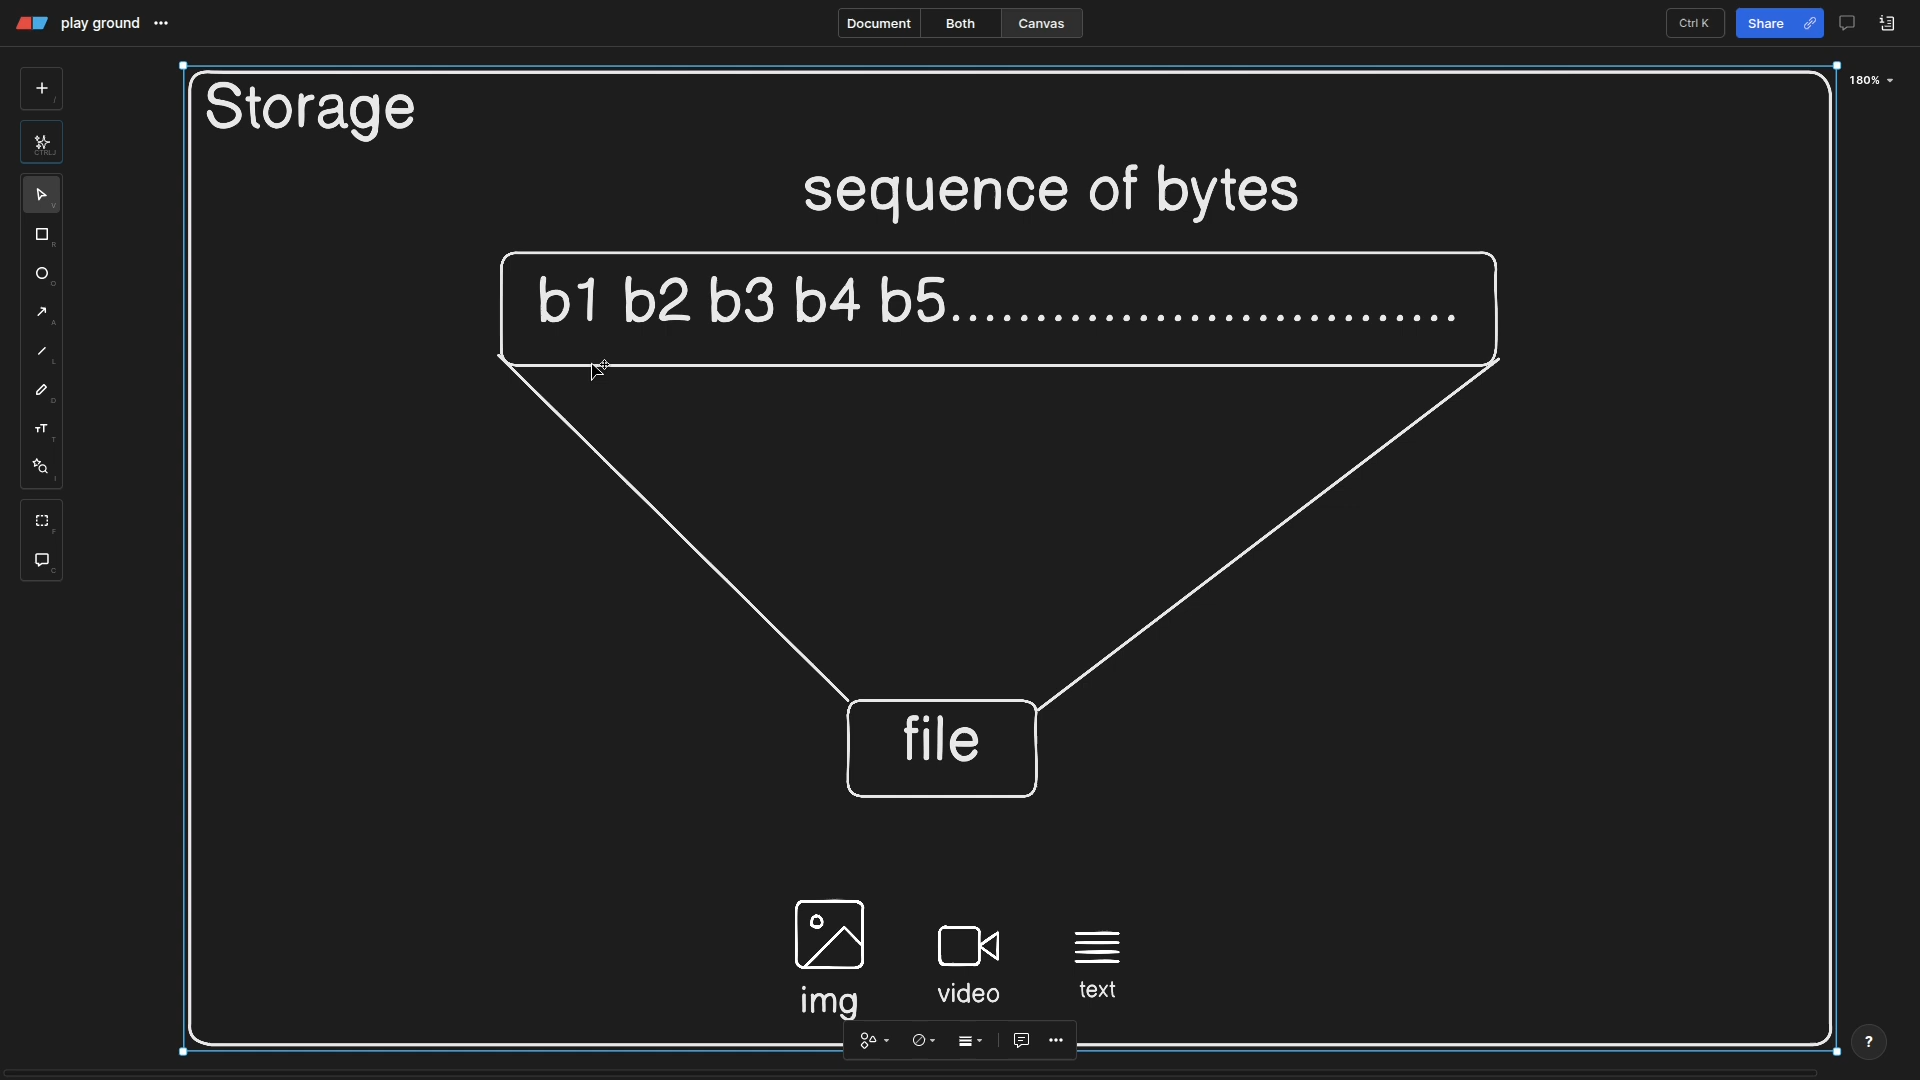 play ground
Document Both Canvas
Ctrl K
Share
180%
/
CTRL J
V
R
O
A
L
D
T
I
F
C
Storage
sequence of bytes
b1 b2 b3 b4 b5..............................
file
img video text
?